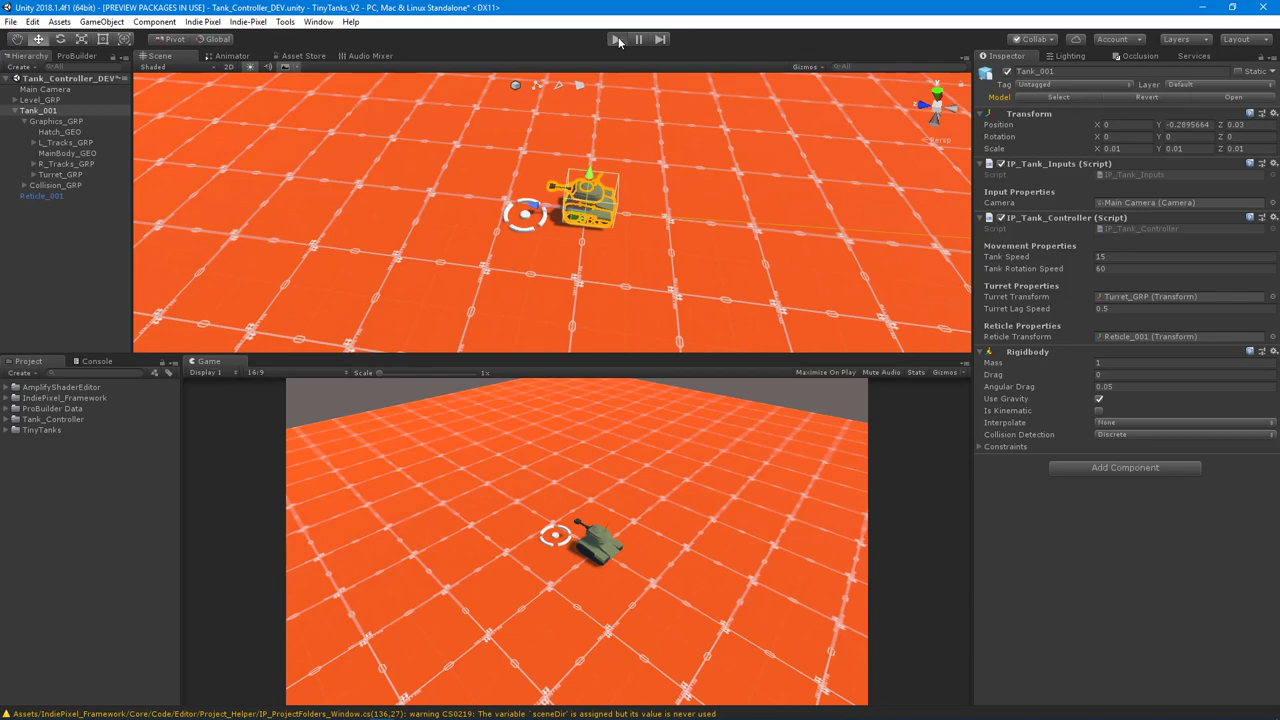 Unity 2018.1.4f1 (64bit) - [PREVIEW PACKAGES IN USE] - Tank_Controller_DEV.unity - TinyTanks_V2 - PC, Mac & Linux Standalone* <DX11>
File Edit Assets GameObject Component Indie Pixel Indie-Pixel Tools Window Help
Pivot Global Collab Account Layers Layout
Hierarchy ProBuilder Scene Animator Asset Store Audio Mixer Inspector Lighting Occlusion Services
Create All Shaded 2D Gizmos All
Tank_Controller_DEV*
Main Camera
Level_GRP
Tank_001
Graphics_GRP
Hatch_GEO
L_Tracks_GRP
MainBody_GEO
R_Tracks_GRP
Turret_GRP
Collision_GRP
Reticle_001
y
z
Persp
Tank_001 Static
Tag Untagged Layer Default
Model Select Revert Open
Transform
Position X 0 Y -0.2895664 Z 0.03
Rotation X 0 Y 0 Z 0
Scale X 0.01 Y 0.01 Z 0.01
IP_Tank_Inputs (Script)
Script IP_Tank_Inputs
Input Properties
Camera Main Camera (Camera)
IP_Tank_Controller (Script)
Script IP_Tank_Controller
Movement Properties
Tank Speed 15
Tank Rotation Speed 60
Turret Properties
Turret Transform Turret_GRP (Transform)
Turret Lag Speed 0.5
Reticle Properties
Reticle Transform Reticle_001 (Transform)
Rigidbody
Mass 1
Drag 0
Angular Drag 0.05
Use Gravity
Is Kinematic
Interpolate None
Collision Detection Discrete
Constraints
Add Component
Project Console
Create
AmplifyShaderEditor
IndiePixel_Framework
ProBuilder Data
Tank_Controller
TinyTanks
Game
Display 1 16:9 Scale 1x Maximize On Play Mute Audio Stats Gizmos
Assets/IndiePixel_Framework/Core/Code/Editor/Project_Helper/IP_ProjectFolders_Window.cs(136,27): warning CS0219: The variable `sceneDir' is assigned but its value is never used